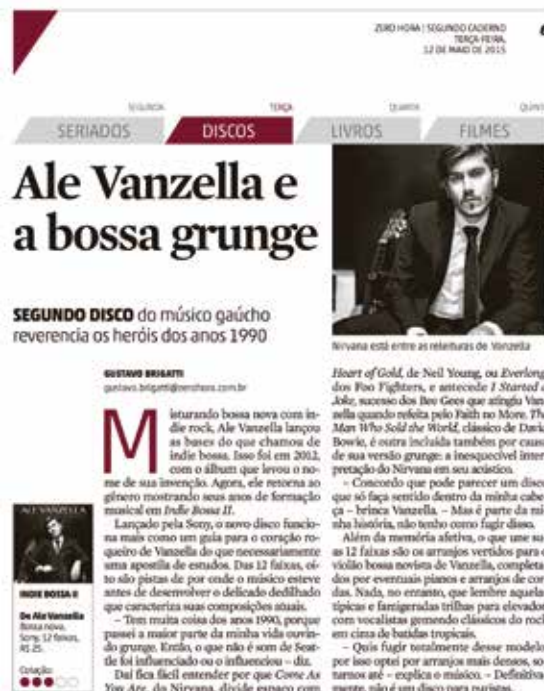 ZERO HORA | SEGUNDO CADERNO
TERÇA-FEIRA,
12 DE MAIO DE 2015
SEGUNDA
TERÇA
QUARTA
QUINT
SERIADOS
DISCOS
LIVROS
FILMES
Ale Vanzella e
a bossa grunge
SEGUNDO DISCO do músico gaúcho
reverencia os heróis dos anos 1990
Nirvana está entre as releituras de Vanzella
GUSTAVO BRIGATTI
gustavo.brigatti@zerohora.com.br
Misturando bossa nova com in-
die rock, Ale Vanzella lançou
as bases do que chamou de
indie bossa. Isso foi em 2012,
com o álbum que levou o no-
me de sua invenção. Agora, ele retorna ao
gênero mostrando seus anos de formação
musical em Indie Bossa II.
Lançado pela Sony, o novo disco funcio-
na mais como um guia para o coração ro-
queiro de Vanzella do que necessariamente
uma apostila de estudos. Das 12 faixas, oi-
to são pistas de por onde o músico esteve
antes de desenvolver o delicado dedilhado
que caracteriza suas composições atuais.
– Tem muita coisa dos anos 1990, porque
passei a maior parte da minha vida ouvin-
do grunge. Então, o que não é som de Seat-
tle foi influenciado ou o influenciou – diz.
Daí fica fácil entender por que Come As
You Are, do Nirvana, divide espaço com
Heart of Gold, de Neil Young, ou Everlong,
dos Foo Fighters, e antecede I Started a
Joke, sucesso dos Bee Gees que atingiu Van-
zella quando refeita pelo Faith no More. The
Man Who Sold the World, clássico de David
Bowie, é outra incluída também por causa
de sua versão grunge: a inesquecível inter-
pretação do Nirvana em seu acústico.
– Concordo que pode parecer um disco
que só faça sentido dentro da minha cabe-
ça – brinca Vanzella. – Mas é parte da mi-
nha história, não tenho como fugir disso.
Além da memória afetiva, o que une su-
as 12 faixas são os arranjos vertidos para o
violão bossa novista de Vanzella, completa-
dos por eventuais pianos e arranjos de cor-
das. Nada, no entanto, que lembre aquelas
típicas e famigeradas trilhas para elevador,
com vocalistas gemendo clássicos do rock
em cima de batidas tropicais.
– Quis fugir totalmente desse modelo,
por isso optei por arranjos mais densos, so-
turnos até – explica o músico. – Definitiva-
mente, não é um disco para turistas.
ALE VANZELLA
INDIE BOSSA II
De Ale Vanzella
Bossa nova,
Sony, 12 faixas,
R$ 25.
Cotação: